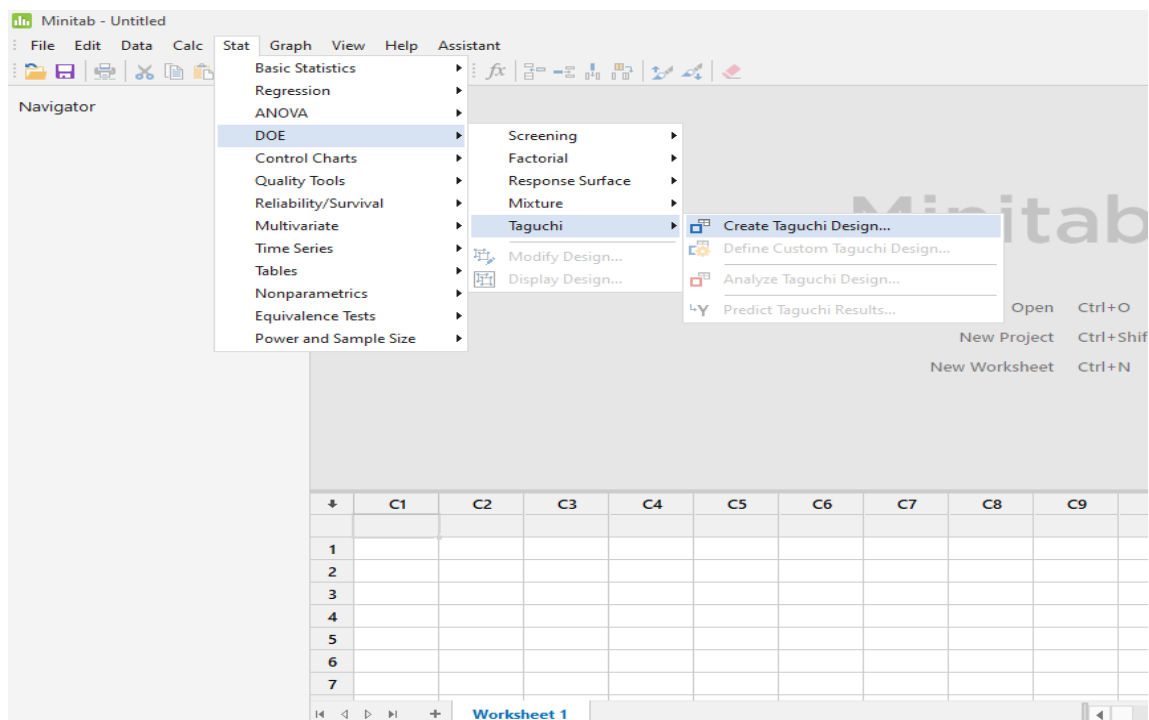 Minitab - Untitled
File Edit Data Calc Stat Graph View Help Assistant
fx
Navigator
Basic Statistics
Regression
ANOVA
DOE
Control Charts
Quality Tools
Reliability/Survival
Multivariate
Time Series
Tables
Nonparametrics
Equivalence Tests
Power and Sample Size
Screening
Factorial
Response Surface
Mixture
Taguchi
Modify Design...
Display Design...
Create Taguchi Design...
Define Custom Taguchi Design...
Analyze Taguchi Design...
Predict Taguchi Results...
Minitab
Open Ctrl+O
New Project Ctrl+Shif
New Worksheet Ctrl+N
C1 C2 C3 C4 C5 C6 C7 C8 C9
1
2
3
4
5
6
7
+ Worksheet 1